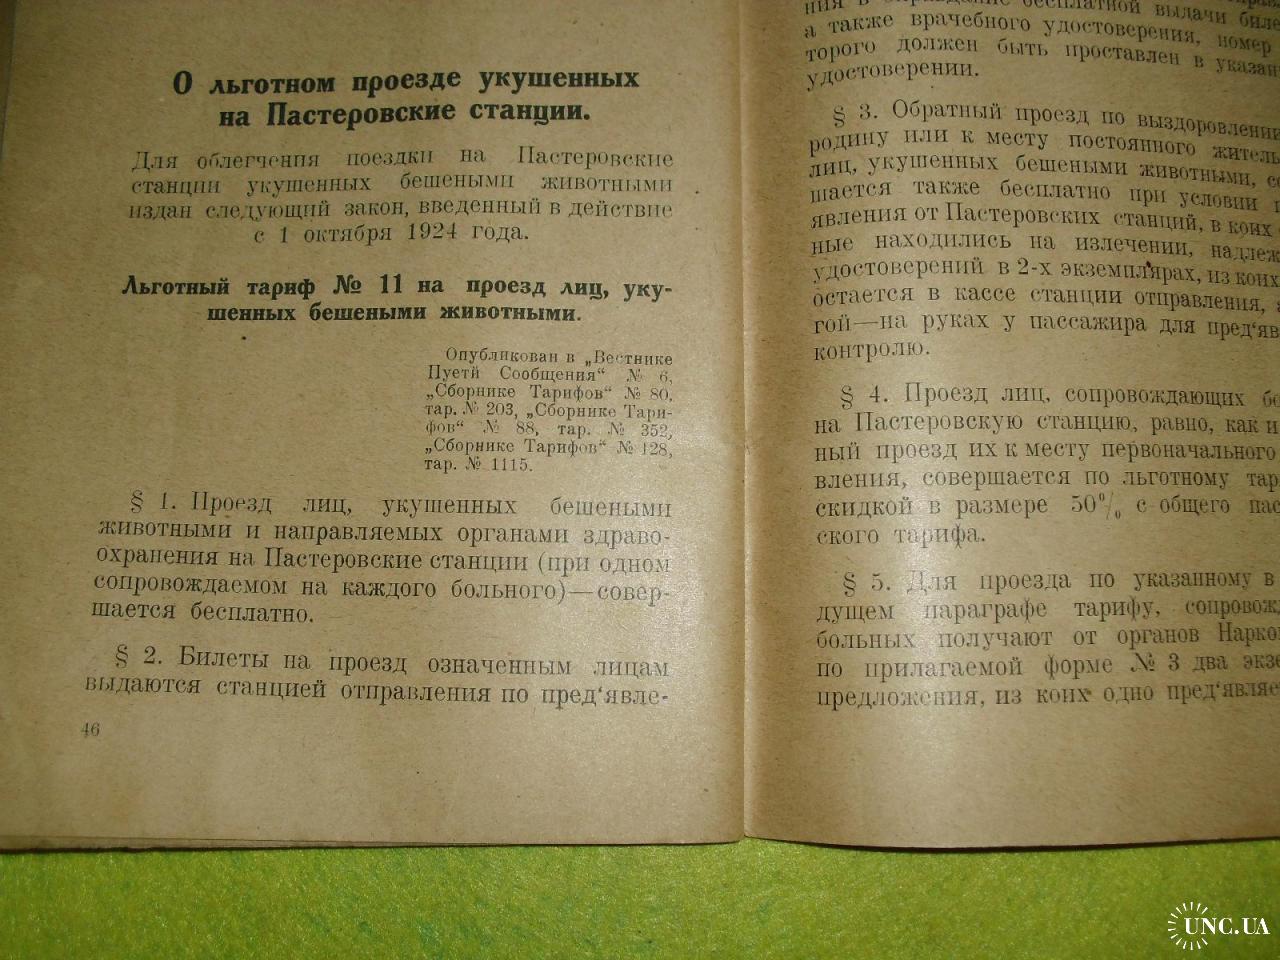 О льготном проезде укушенных
на Пастеровские станции.
Для облегчения поездки на Пастеровские
станции укушенных бешеными животными
издан следующий закон, введенный в действие
с 1 октября 1924 года.
Льготный тариф № 11 на проезд лиц, уку-
шенных бешеными животными.
Опубликован в „Вестнике
Пуетй Сообщения“ № 6,
„Сборнике Тарифов“ № 80,
тар. № 203, „Сборнике Тари-
фов“ № 88, тар. № 352,
„Сборнике Тарифов“ № 128,
тар. № 1115.
§ 1. Проезд лиц, укушенных бешеными
животными и направляемых органами здраво-
охранения на Пастеровские станции (при одном
сопровождаемом на каждого больного)—совер-
шается бесплатно.
§ 2. Билеты на проезд означенным лицам
выдаются станцией отправления по пред‘явле-
46
ния в оправдание бесплатной выдачи биле
а также врачебного удостоверения, номер
торого должен быть проставлен в указан
удостоверении.
§ 3. Обратный проезд по выздоровлении
родину или к месту постоянного житель
лиц, укушенных бешеными животными, со
шается также бесплатно при условии
явления от Пастеровских станций, в коих
ные находились на излечении, надлеж
удостоверений в 2-х экземплярах, из коих
остается в кассе станции отправления,
гой—на руках у пассажира для пред‘яв
контролю.
§ 4. Проезд лиц, сопровождающих бо
на Пастеровскую станцию, равно, как и
ный проезд их к месту первоначального
вления, совершается по льготному тар
скидкой в размере 50% с общего пас
ского тарифа.
§ 5. Для проезда по указанному в
дущем параграфе тарифу, сопровож
больных получают от органов Нарко
по прилагаемой форме № 3 два экзе
предложения, из коих одно пред‘являе
UNC.UA